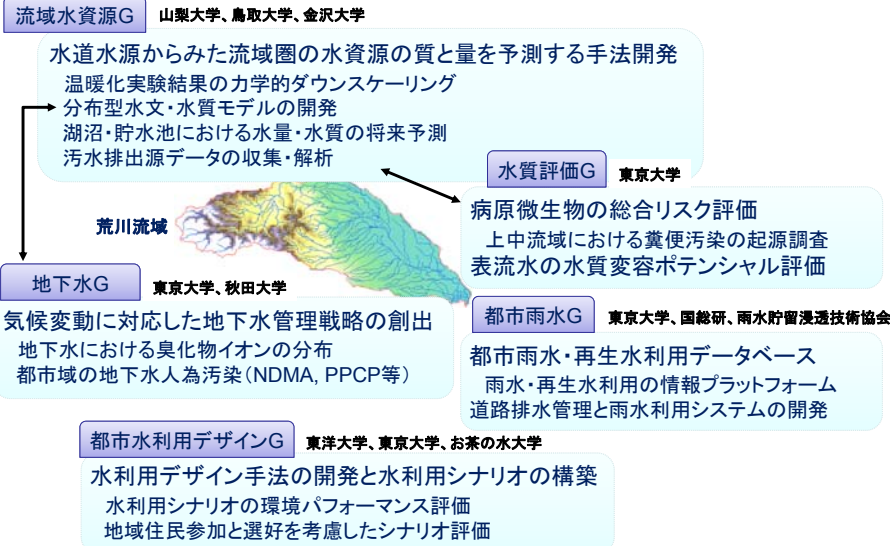 流域水資源G 山梨大学、鳥取大学、金沢大学
水道水源からみた流域圏の水資源の質と量を予測する手法開発
温暖化実験結果の力学的ダウンスケーリング
分布型水文・水質モデルの開発
湖沼・貯水池における水量・水質の将来予測
汚水排出源データの収集・解析
水質評価G 東京大学
病原微生物の総合リスク評価
上中流域における糞便汚染の起源調査
表流水の水質変容ポテンシャル評価
荒川流域
地下水G 東京大学、秋田大学
気候変動に対応した地下水管理戦略の創出
地下水における臭化物イオンの分布
都市域の地下水人為汚染(NDMA, PPCP等)
都市雨水G 東京大学、国総研、雨水貯留浸透技術協会
都市雨水・再生水利用データベース
雨水・再生水利用の情報プラットフォーム
道路排水管理と雨水利用システムの開発
都市水利用デザインG 東洋大学、東京大学、お茶の水大学
水利用デザイン手法の開発と水利用シナリオの構築
水利用シナリオの環境パフォーマンス評価
地域住民参加と選好を考慮したシナリオ評価